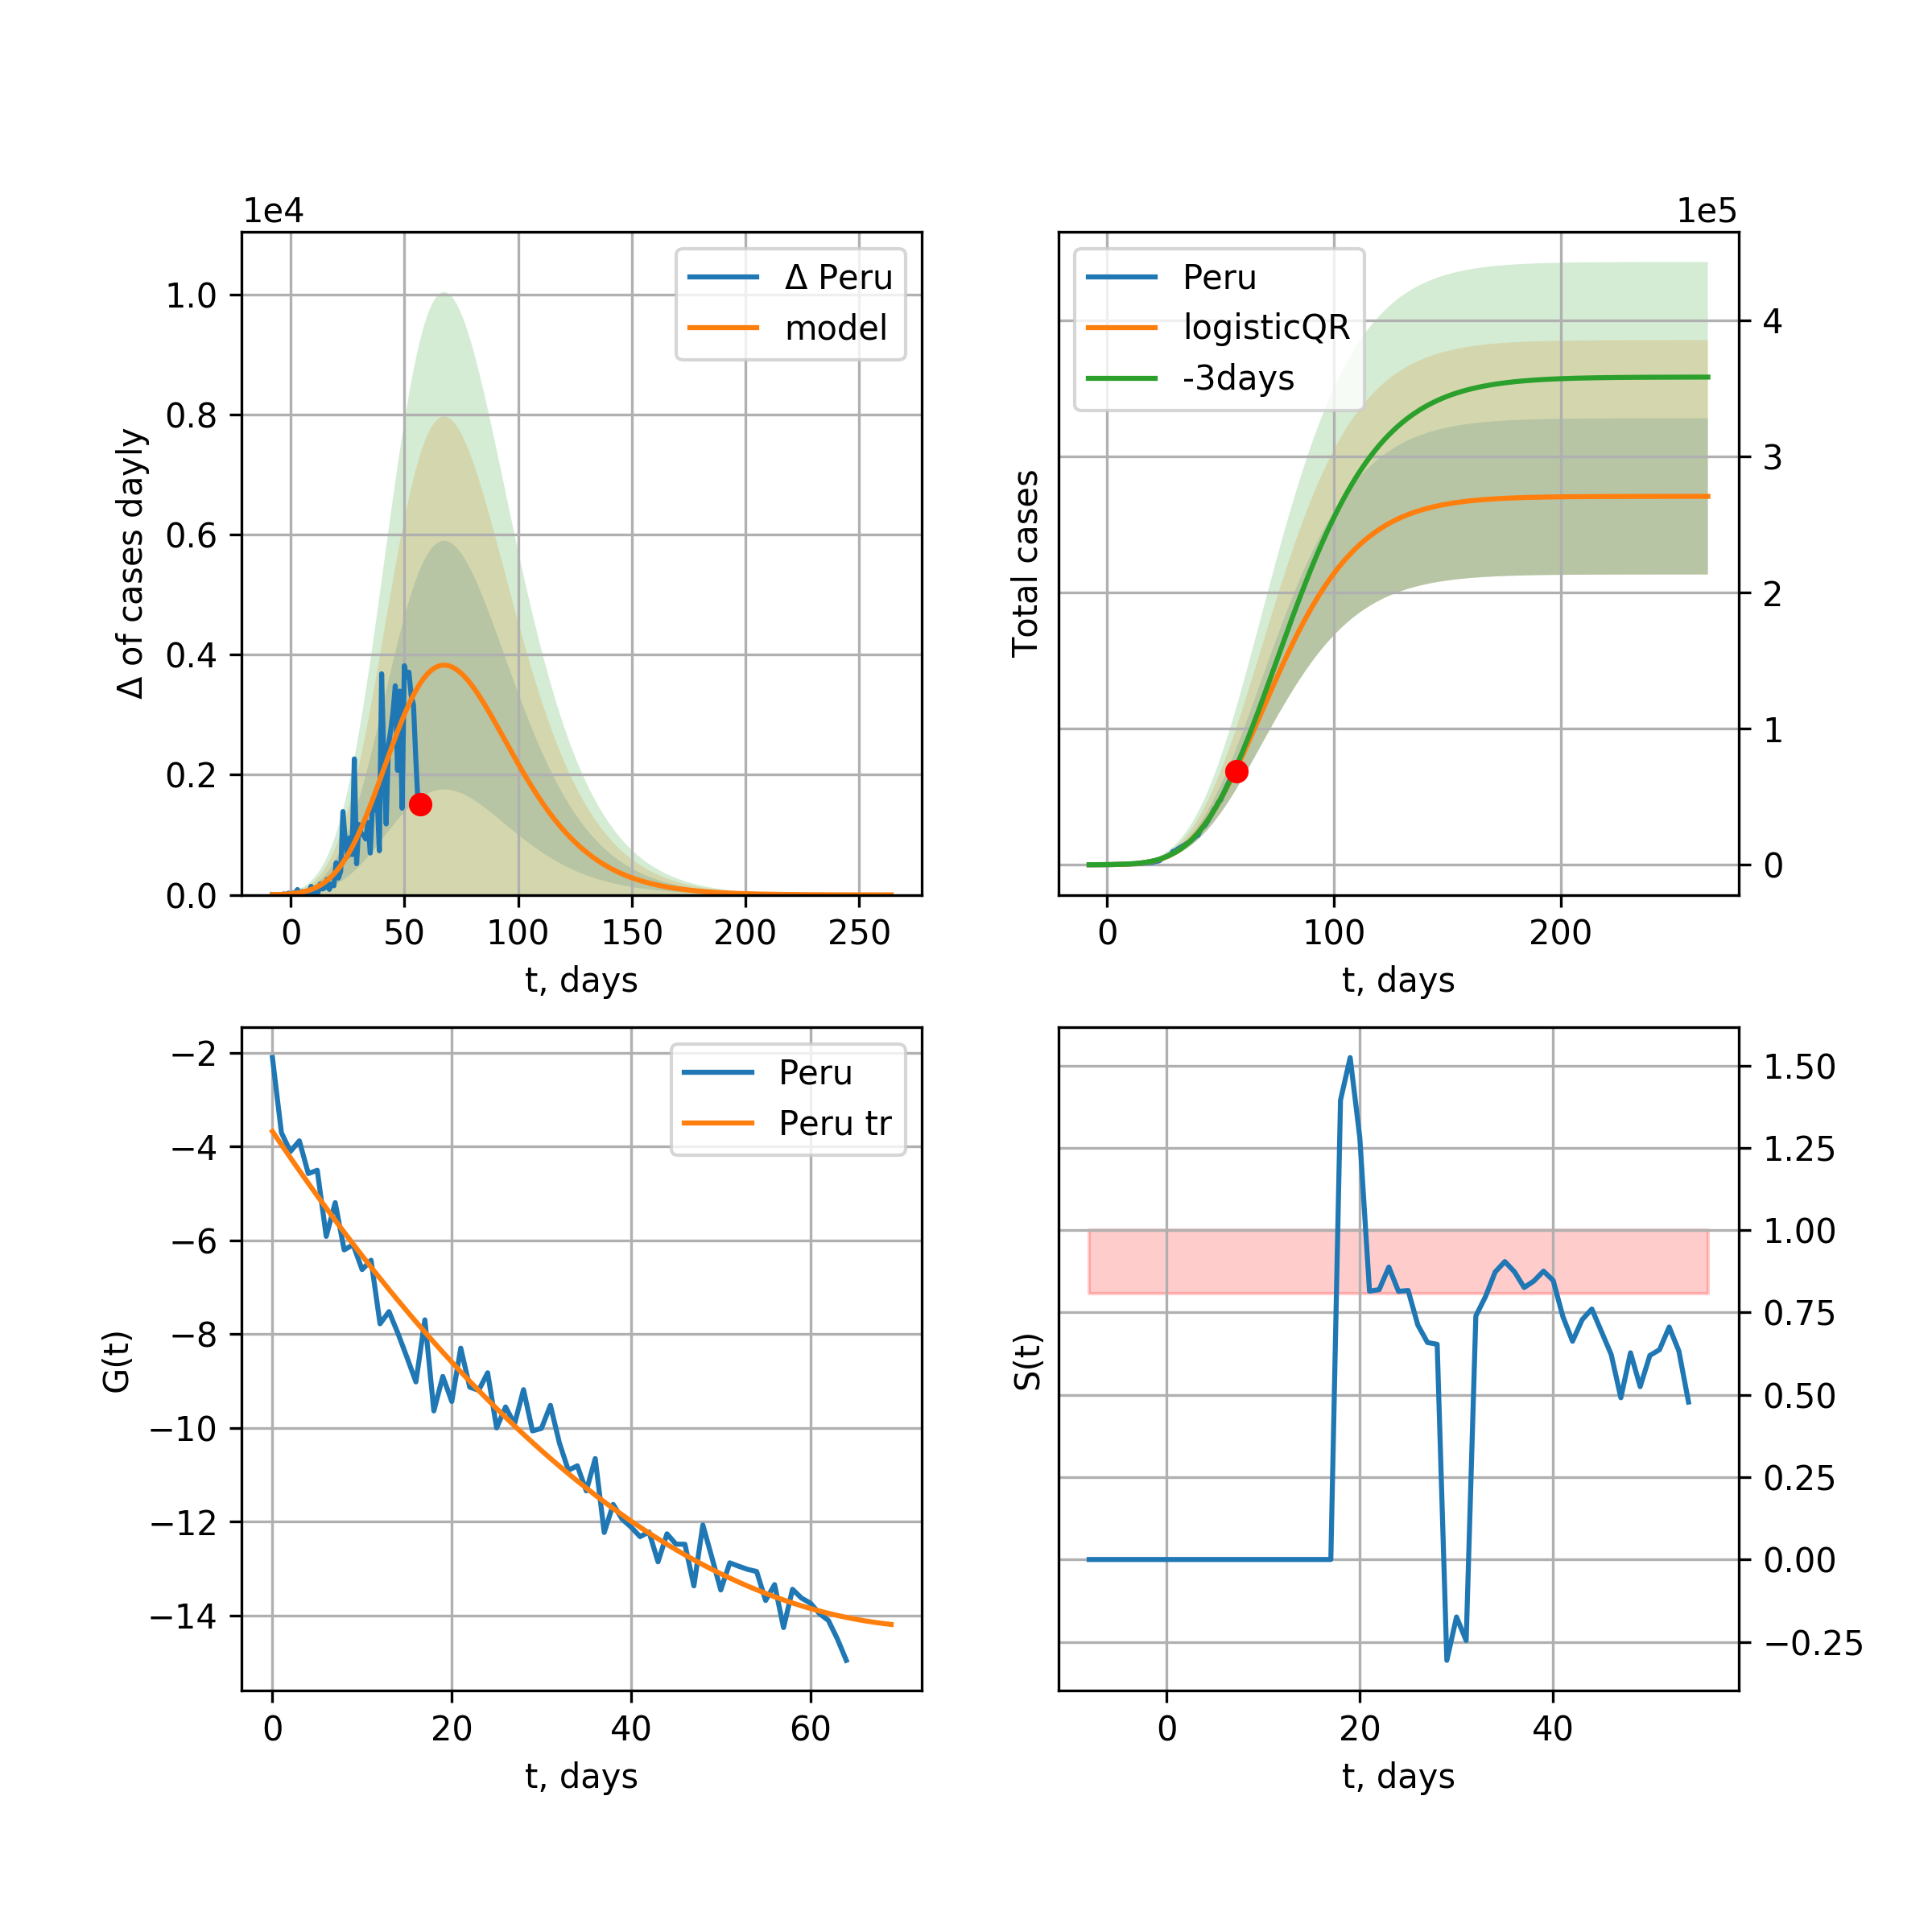 1e4
Δ of cases dayly
1.0
0.8
0.6
0.4
0.2
0.0
0 50 100 150 200 250
t, days
Δ Peru
model
1e5
Total cases
4
3
2
1
0
0 100 200
t, days
Peru
logisticQR
-3days
G(t)
−2
−4
−6
−8
−10
−12
−14
0 20 40 60
t, days
Peru
Peru tr
S(t)
1.50
1.25
1.00
0.75
0.50
0.25
0.00
−0.25
0 20 40
t, days